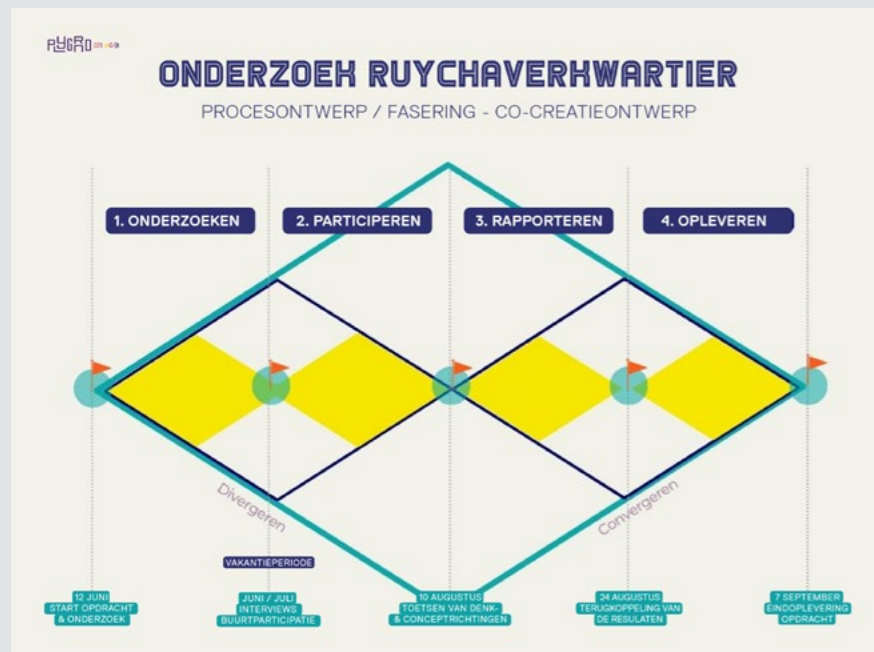 ONDERZOEK RUYCHAVERKWARTIER
PROCESONTWERP / FASERING - CO-CREATIEONTWERP
1. ONDERZOEKEN
2. PARTICIPEREN
3. RAPPORTEREN
4. OPLEVEREN
Divergeren
Convergeren
VAKANTIEPERIODE
12 JUNI
START OPDRACHT
& ONDERZOEK
JUNI / JULI
INTERVIEWS
BUURTPARTICIPATIE
10 AUGUSTUS
TOETSEN VAN DENK-
& CONCEPTRICHTINGEN
24 AUGUSTUS
TERUGKOPPELING VAN
DE RESULATEN
7 SEPTEMBER
EINDOPLEVERING
OPDRACHT